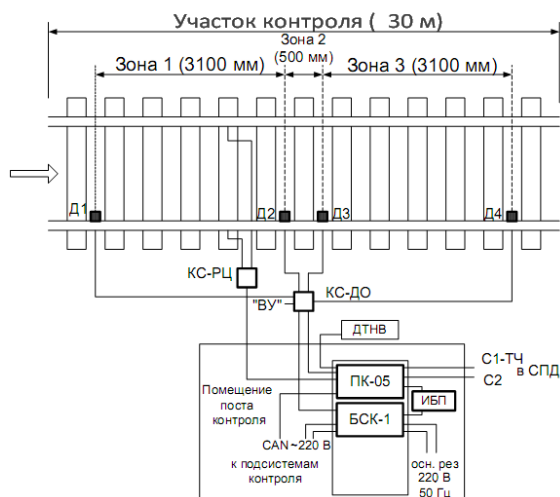 Участок контроля ( 30 м)
Зона 2
Зона 1 (3100 мм)
(500 мм)
Зона 3 (3100 мм)
Д1
Д2
Д3
Д4
КС-РЦ
КС-ДО
"ВУ"
ДТНВ
С1-ТЧ
в СПД
С2
ПК-05
ИБП
Помещение
поста
контроля
БСК-1
CAN ~220 В
к подсистемам
контроля
осн. рез
220 В
50 Гц